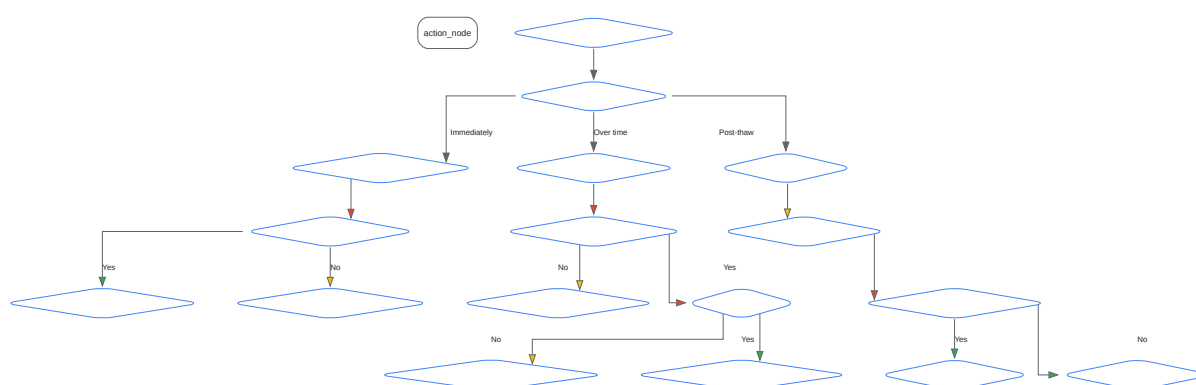 action_node
Immediately
Over time
Post-thaw
Yes
No
No
Yes
No
Yes
Yes
No